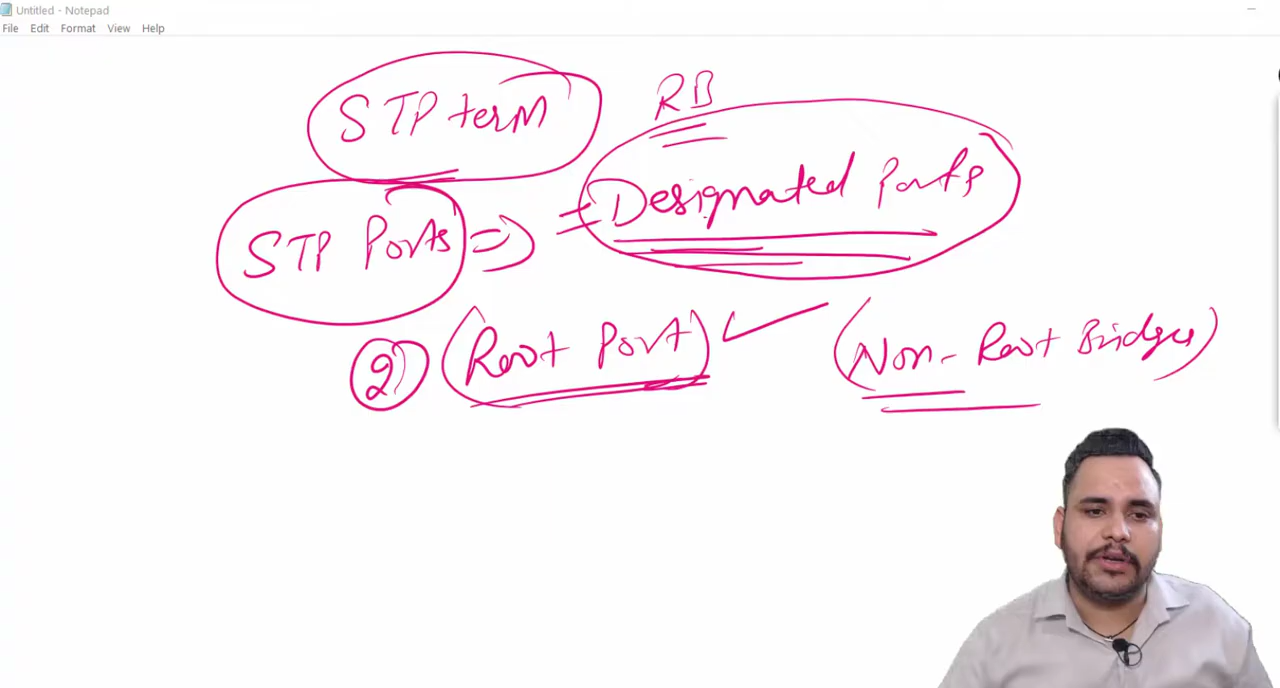 Untitled - Notepad
File Edit Format View Help
STP term
RB
STP Ports => = Designated Ports
2) (Root Port) ✓ (Non-Root Bridges)